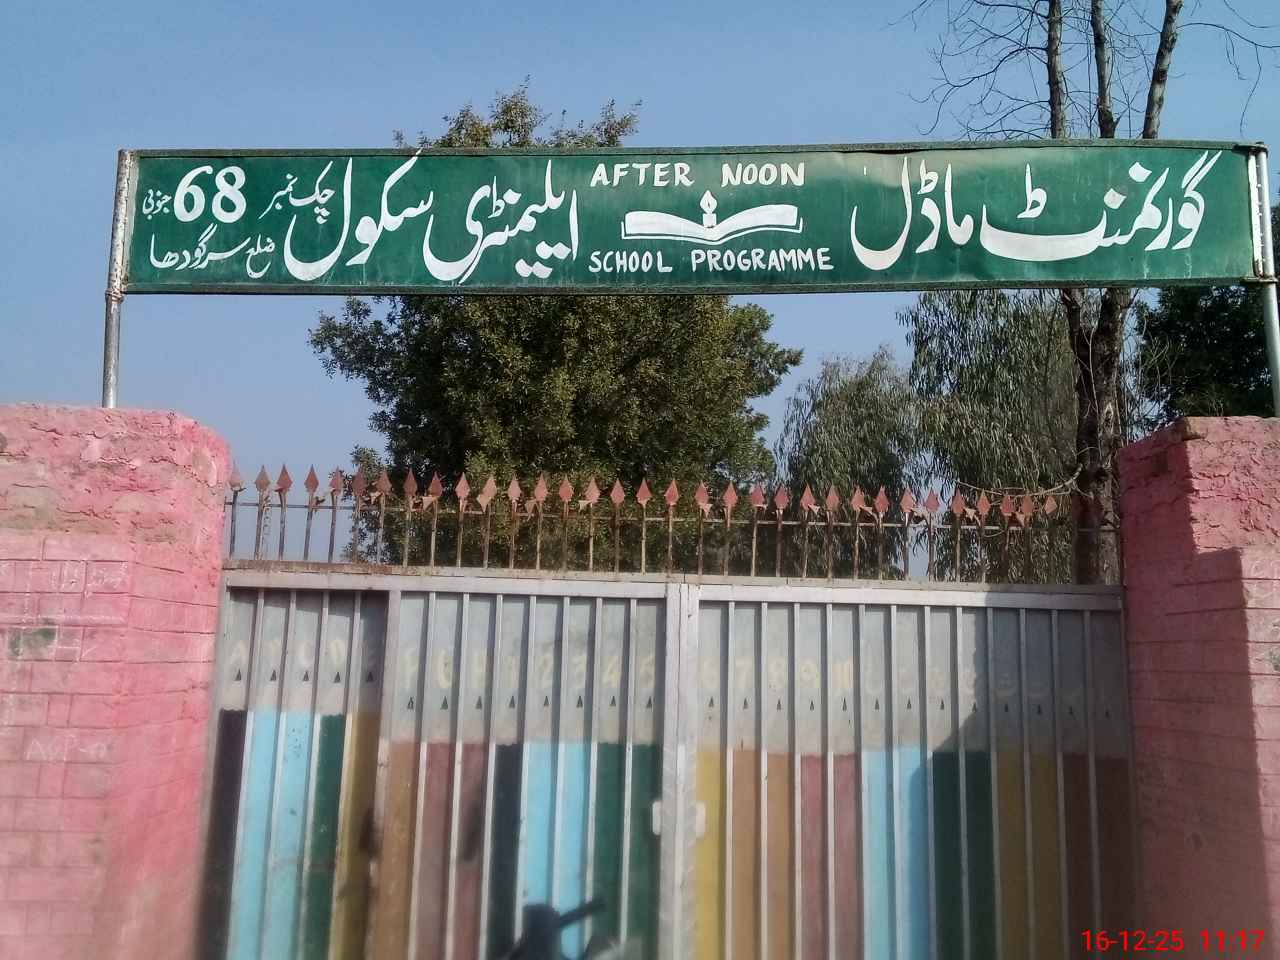 گورنمنٹ ماڈل
AFTER NOON
SCHOOL PROGRAMME
ایلیمنٹری سکول
چک نمبر 68 جنوبی
ضلع سرگودھا
16-12-25 11:17